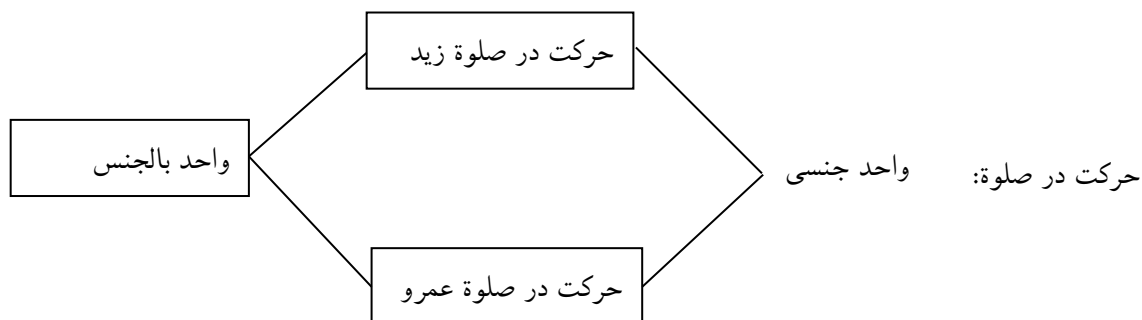 حرکت در صلوة زید
حرکت در صلوة: واحد جنسی
واحد بالجنس
حرکت در صلوة عمرو